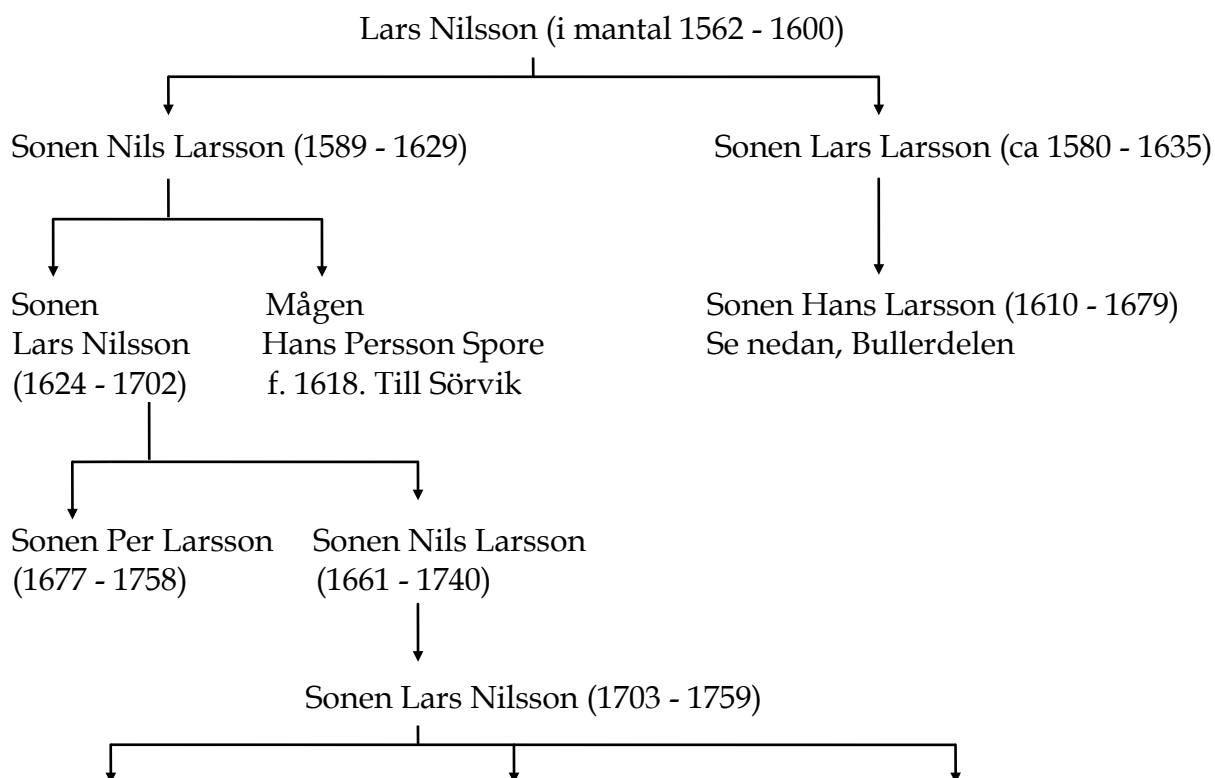 Lars Nilsson (i mantal 1562 - 1600)
Sonen Nils Larsson (1589 - 1629)
Sonen Lars Larsson (ca 1580 - 1635)
Sonen
Lars Nilsson
(1624 - 1702)
Mågen
Hans Persson Spore
f. 1618. Till Sörvik
Sonen Hans Larsson (1610 - 1679)
Se nedan, Bullerdelen
Sonen Per Larsson
(1677 - 1758)
Sonen Nils Larsson
(1661 - 1740)
Sonen Lars Nilsson (1703 - 1759)